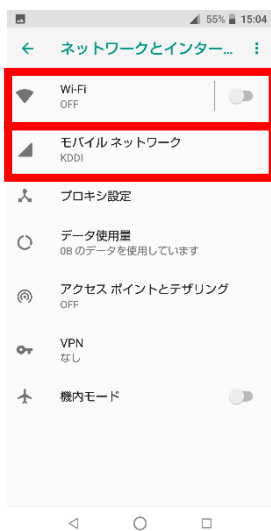 55% 15:04
ネットワークとインター...
Wi-Fi
OFF
モバイル ネットワーク
KDDI
プロキシ設定
データ使用量
0B のデータを使用しています
アクセス ポイントとテザリング
OFF
VPN
なし
機内モード